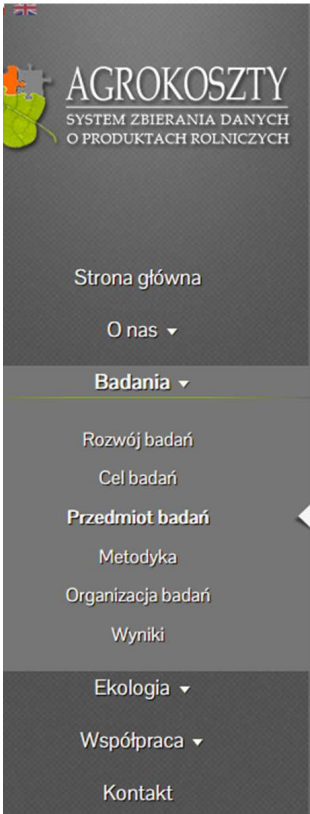 AGROKOSZTY
SYSTEM ZBIERANIA DANYCH
O PRODUKTACH ROLNICZYCH
Strona główna
O nas
Badania
Rozwój badań
Cel badań
Przedmiot badań
Metodyka
Organizacja badań
Wyniki
Ekologia
Współpraca
Kontakt